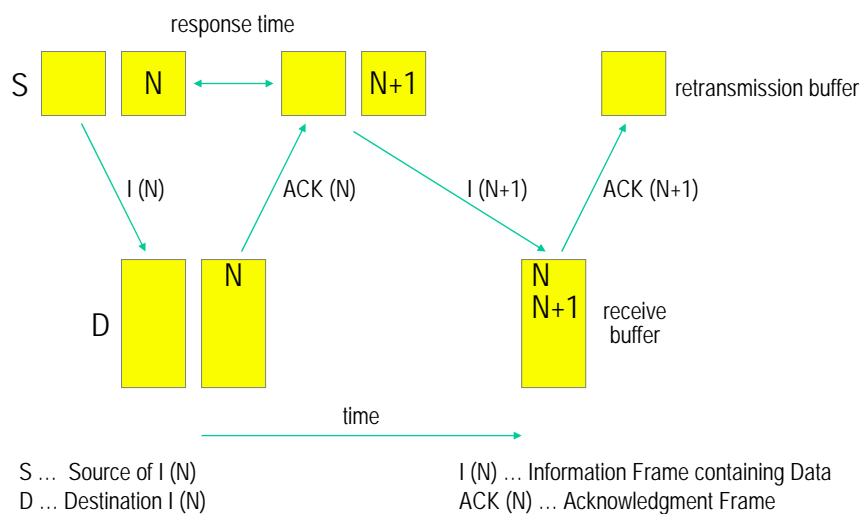 response time
S
N
N+1
retransmission buffer
I (N)
ACK (N)
I (N+1)
ACK (N+1)
N
N
N+1
D
receive
buffer
time
S … Source of I (N)
I (N) … Information Frame containing Data
D … Destination I (N)
ACK (N) … Acknowledgment Frame